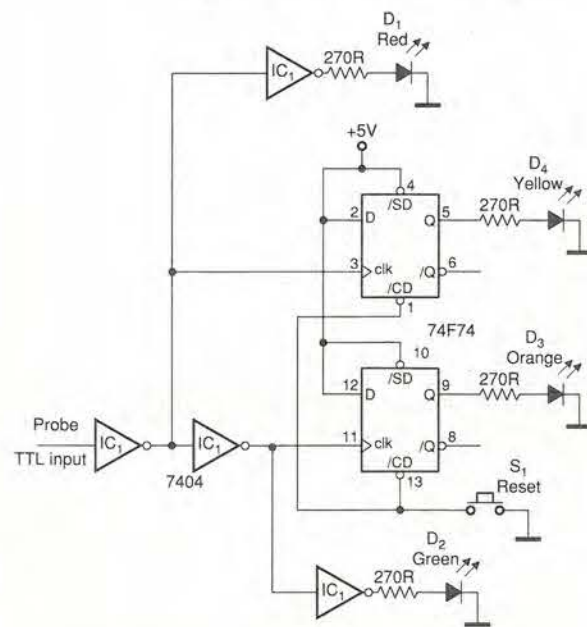 D1
Red
270R
IC1
+5V
4
/SD
2
D
Q
5
270R
D4
Yellow
3
clk
/Q
6
/CD
1
74F74
10
/SD
12
D
Q
9
270R
D3
Orange
11
clk
/Q
8
/CD
13
Probe
TTL input
IC1
IC1
7404
S1
Reset
D2
Green
270R
IC1